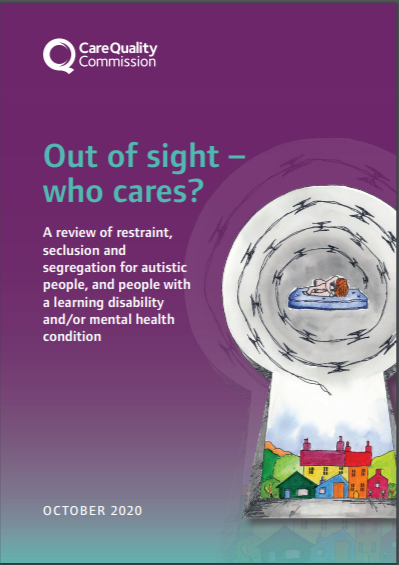 CareQuality
Commission
Out of sight –
who cares?
A review of restraint,
seclusion and
segregation for autistic
people, and people with
a learning disability
and/or mental health
condition
OCTOBER 2020